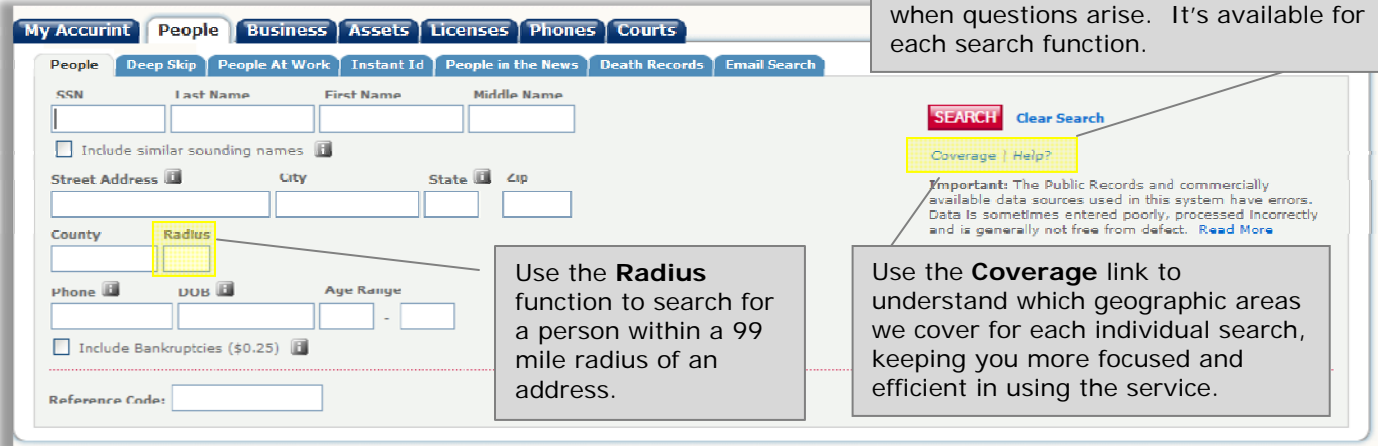 when questions arise. It's available for
each search function.
My Accurint People Business Assets Licenses Phones Courts
People Deep Skip People At Work Instant Id People in the News Death Records Email Search
SSN Last Name First Name Middle Name
SEARCH Clear Search
Include similar sounding names
Coverage | Help?
Street Address City State Zip
Important: The Public Records and commercially
available data sources used in this system have errors.
Data is sometimes entered poorly, processed incorrectly
and is generally not free from defect. Read More
County Radius
Use the Radius
function to search for
a person within a 99
mile radius of an
address.
Use the Coverage link to
understand which geographic areas
we cover for each individual search,
keeping you more focused and
efficient in using the service.
Phone DOB Age Range
-
Include Bankruptcies ($0.25)
Reference Code: